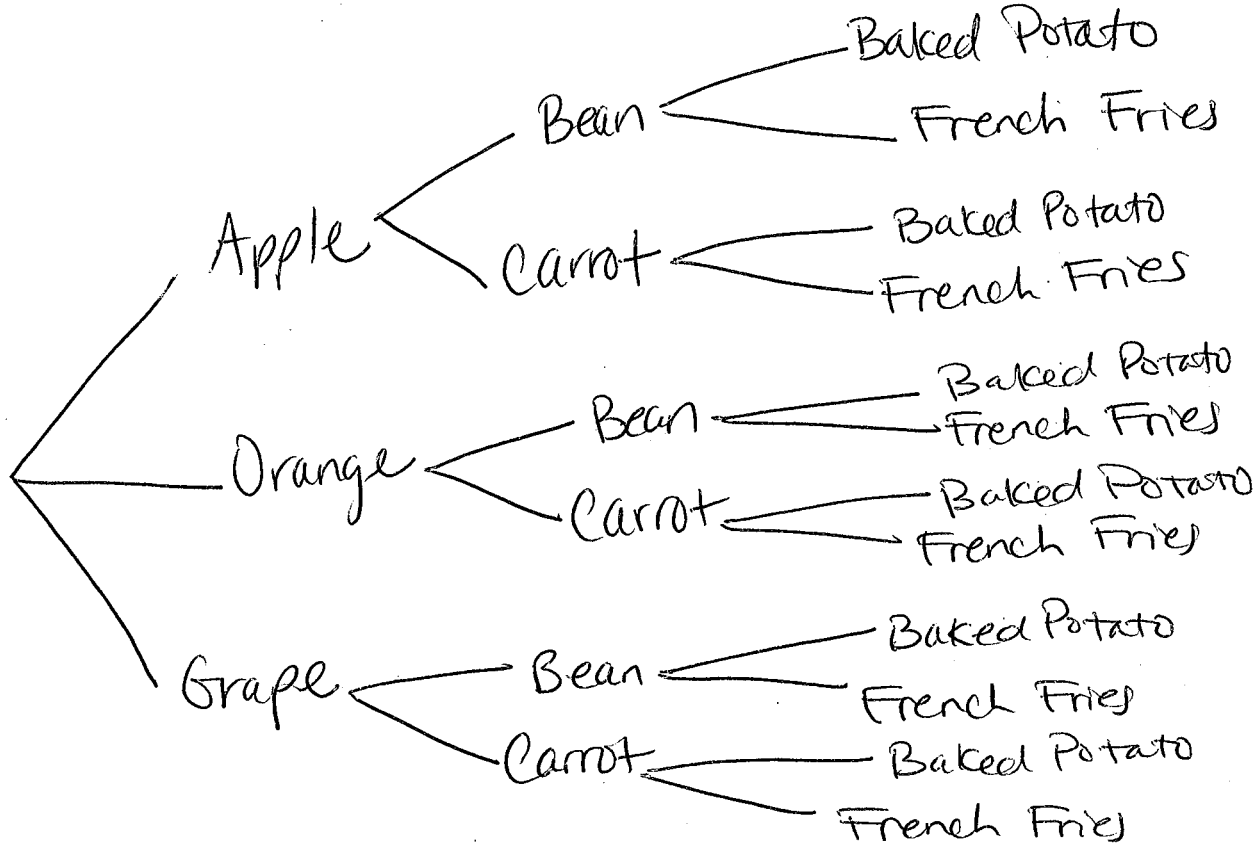 Baked Potato
Bean
French Fries
Apple
Baked Potato
Carrot
French Fries
Baked Potato
Bean
French Fries
Orange
Baked Potato
Carrot
French Fries
Baked Potato
Bean
French Fries
Grape
Baked Potato
Carrot
French Fries